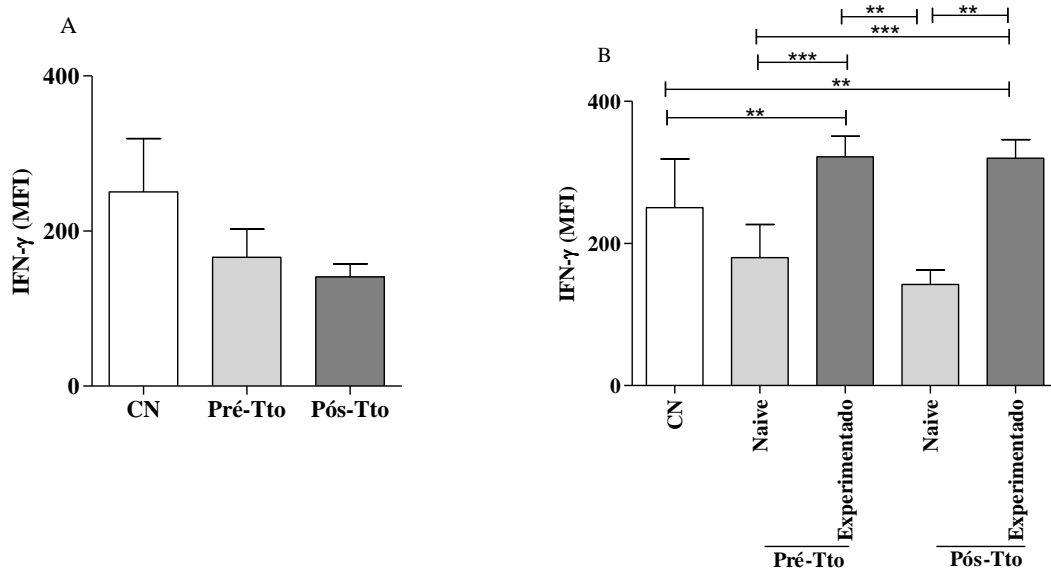 A
400
200
0
IFN-γ (MFI)
CN
Pré-Tto
Pós-Tto
B
** **
***
***
**
**
400
200
0
IFN-γ (MFI)
CN
Naive
Experimentado
Naive
Experimentado
Pré-Tto
Pós-Tto